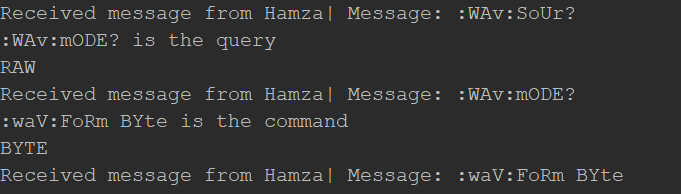 Received message from Hamza| Message: :WAv:SoUr?
:WAv:mODE? is the query
RAW
Received message from Hamza| Message: :WAv:mODE?
:waV:FoRm BYte is the command
BYTE
Received message from Hamza| Message: :waV:FoRm BYte